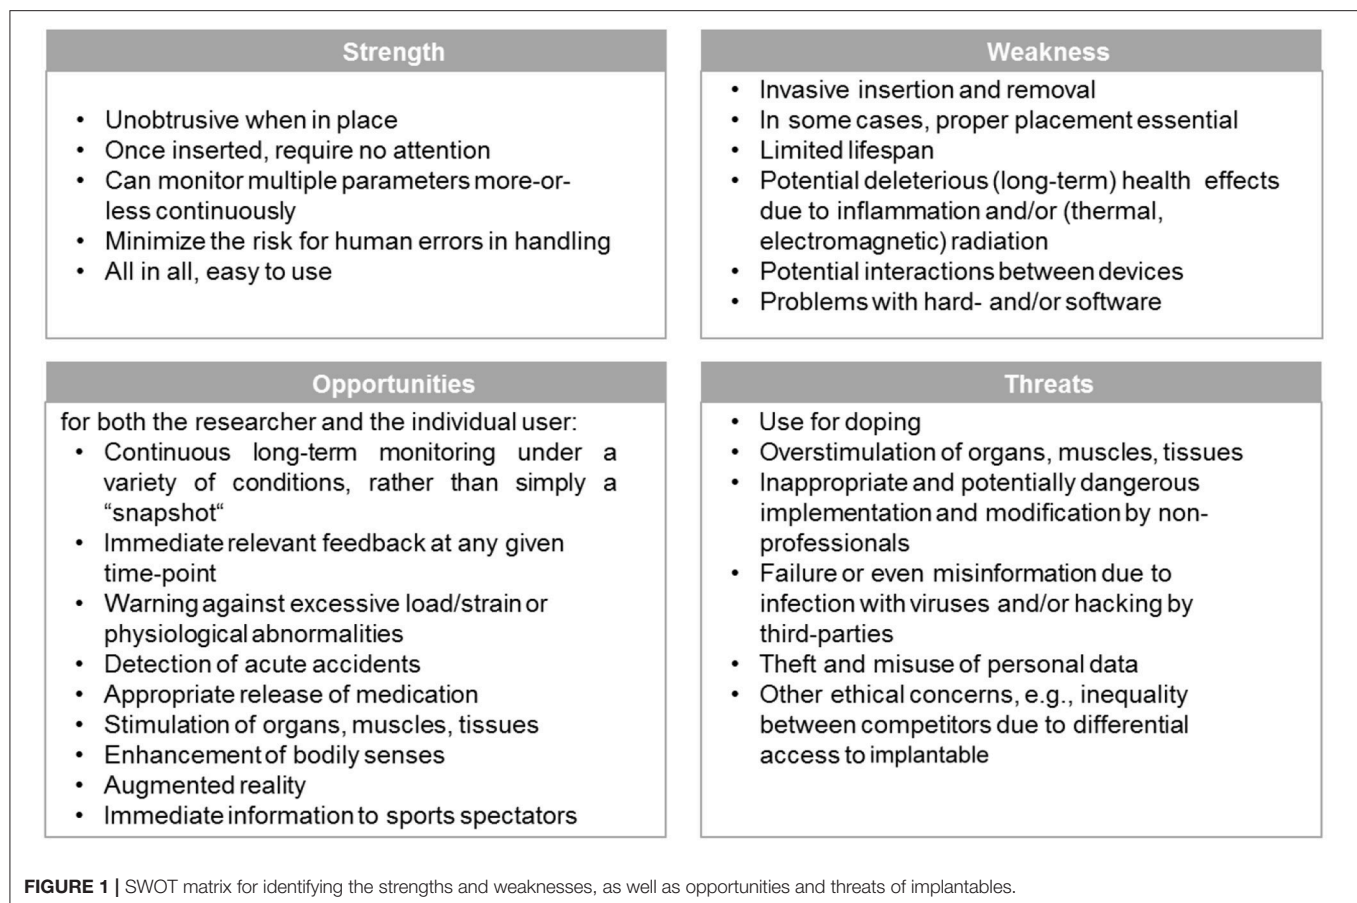 Strength
• Unobtrusive when in place
• Once inserted, require no attention
• Can monitor multiple parameters more-or-
less continuously
• Minimize the risk for human errors in handling
• All in all, easy to use
Weakness
• Invasive insertion and removal
• In some cases, proper placement essential
• Limited lifespan
• Potential deleterious (long-term) health effects
due to inflammation and/or (thermal,
electromagnetic) radiation
• Potential interactions between devices
• Problems with hard- and/or software
Opportunities
for both the researcher and the individual user:
• Continuous long-term monitoring under a
variety of conditions, rather than simply a
“snapshot“
• Immediate relevant feedback at any given
time-point
• Warning against excessive load/strain or
physiological abnormalities
• Detection of acute accidents
• Appropriate release of medication
• Stimulation of organs, muscles, tissues
• Enhancement of bodily senses
• Augmented reality
• Immediate information to sports spectators
Threats
• Use for doping
• Overstimulation of organs, muscles, tissues
• Inappropriate and potentially dangerous
implementation and modification by non-
professionals
• Failure or even misinformation due to
infection with viruses and/or hacking by
third-parties
• Theft and misuse of personal data
• Other ethical concerns, e.g., inequality
between competitors due to differential
access to implantable
FIGURE 1 | SWOT matrix for identifying the strengths and weaknesses, as well as opportunities and threats of implantables.